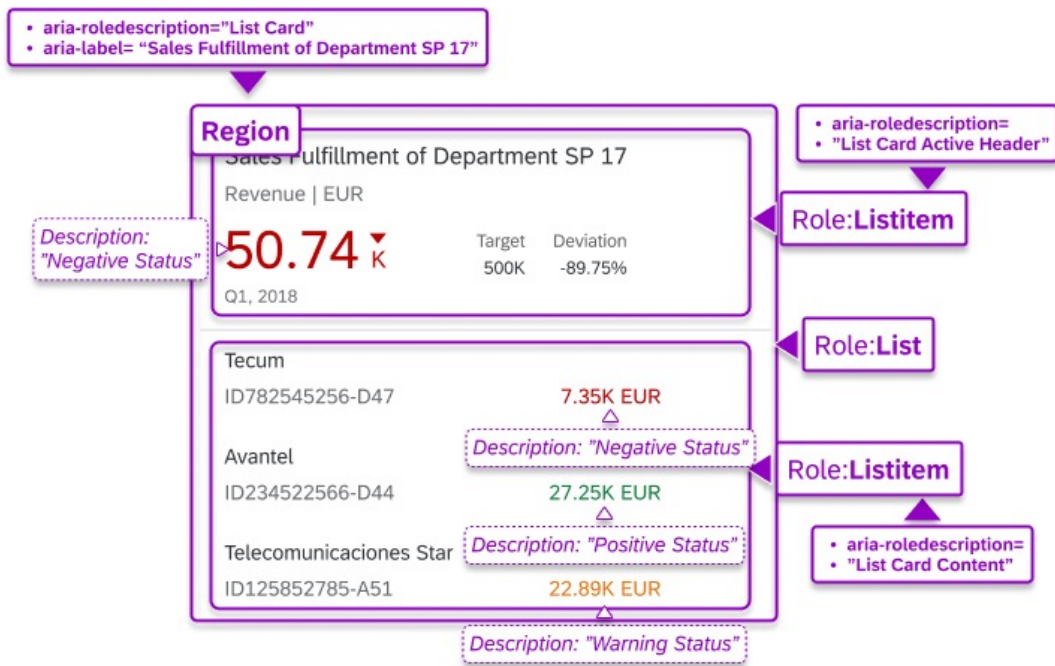 • aria-roledescription="List Card"
• aria-label= “Sales Fulfillment of Department SP 17”
Region
• aria-roledescription=
• ”List Card Active Header”
Sales Fulfillment of Department SP 17
Revenue | EUR
Role:Listitem
Description:
"Negative Status"
50.74 K
Target Deviation
500K -89.75%
Q1, 2018
Role:List
Tecum
ID782545256-D47 7.35K EUR
Description: "Negative Status"
Avantel
ID234522566-D44 27.25K EUR
Role:Listitem
Description: "Positive Status"
• aria-roledescription=
• ”List Card Content”
Telecomunicaciones Star
ID125852785-A51 22.89K EUR
Description: "Warning Status"